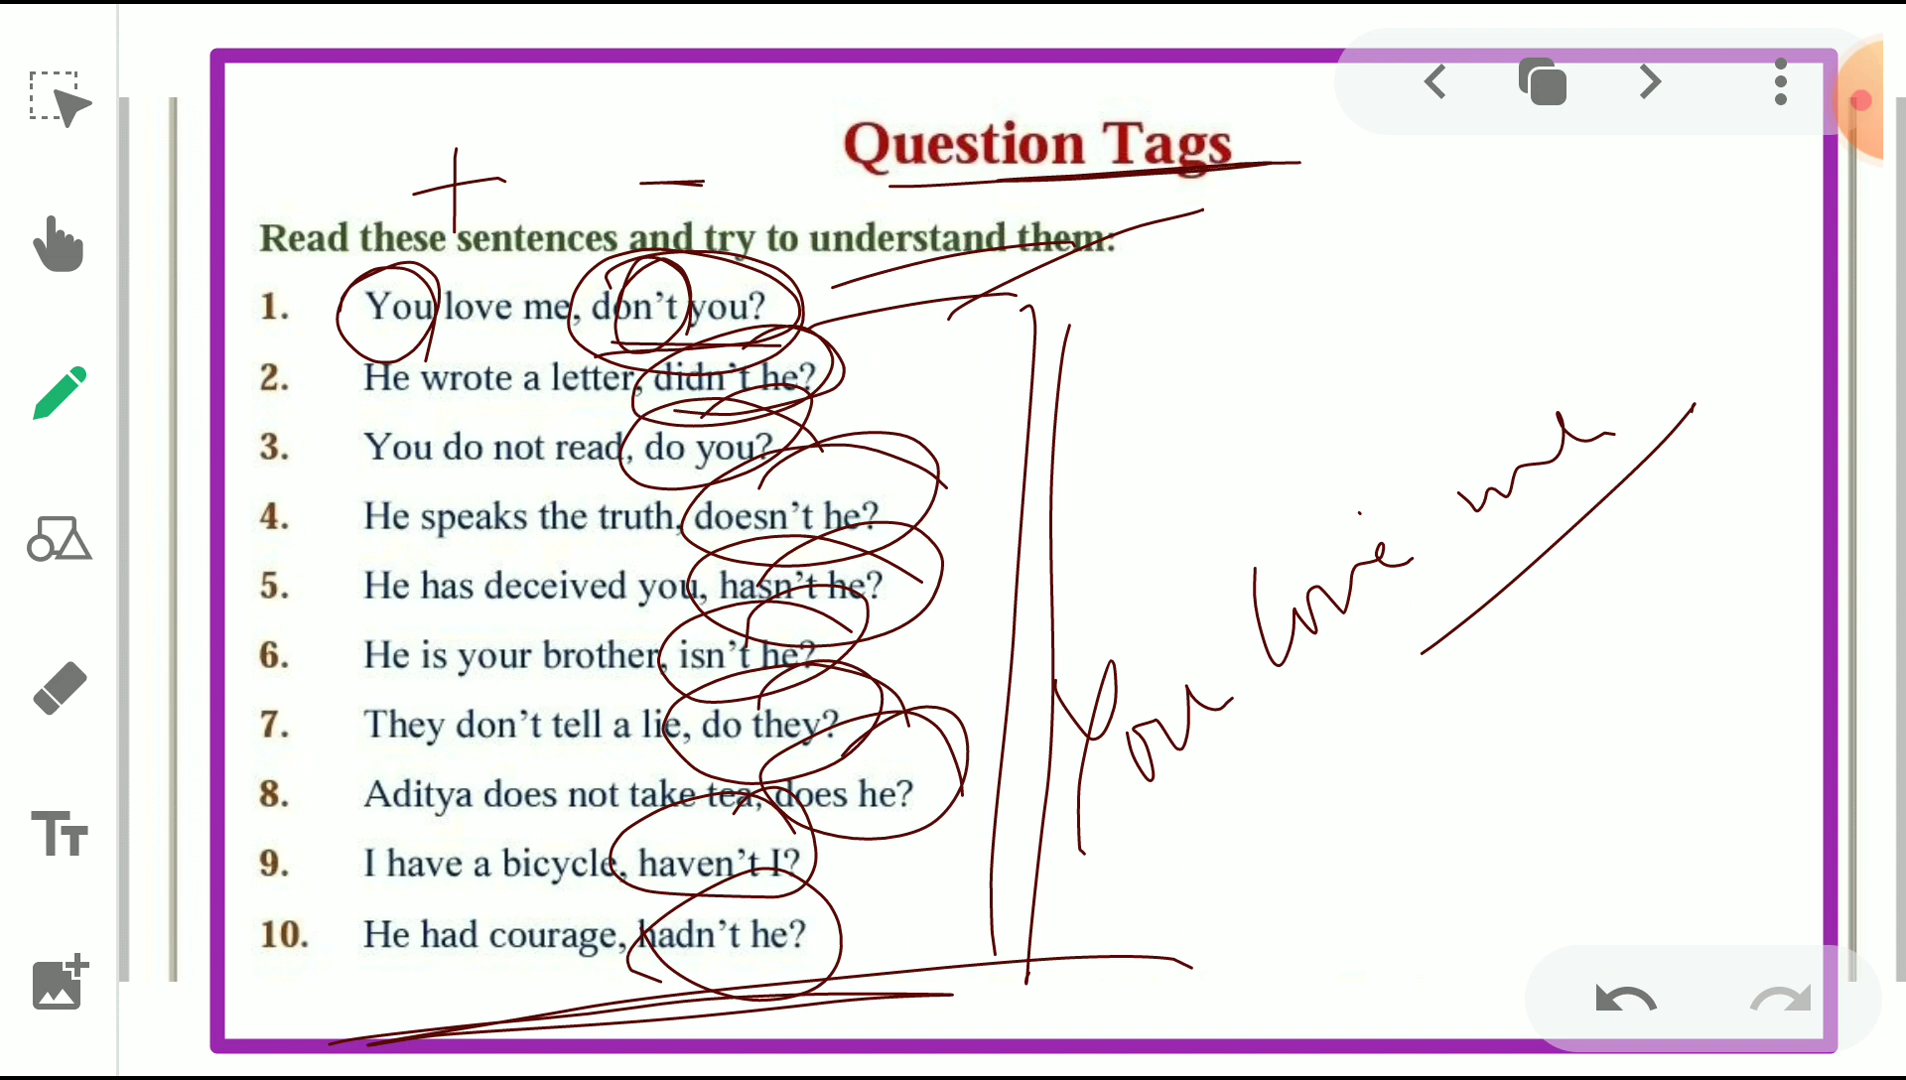 Question Tags
Read these sentences and try to understand them:
1. You love me, don't you?
2. He wrote a letter, didn't he?
3. You do not read, do you?
4. He speaks the truth, doesn't he?
5. He has deceived you, hasn't he?
6. He is your brother, isn't he?
7. They don't tell a lie, do they?
8. Aditya does not take tea, does he?
9. I have a bicycle, haven't I?
10. He had courage, hadn't he?
You love me